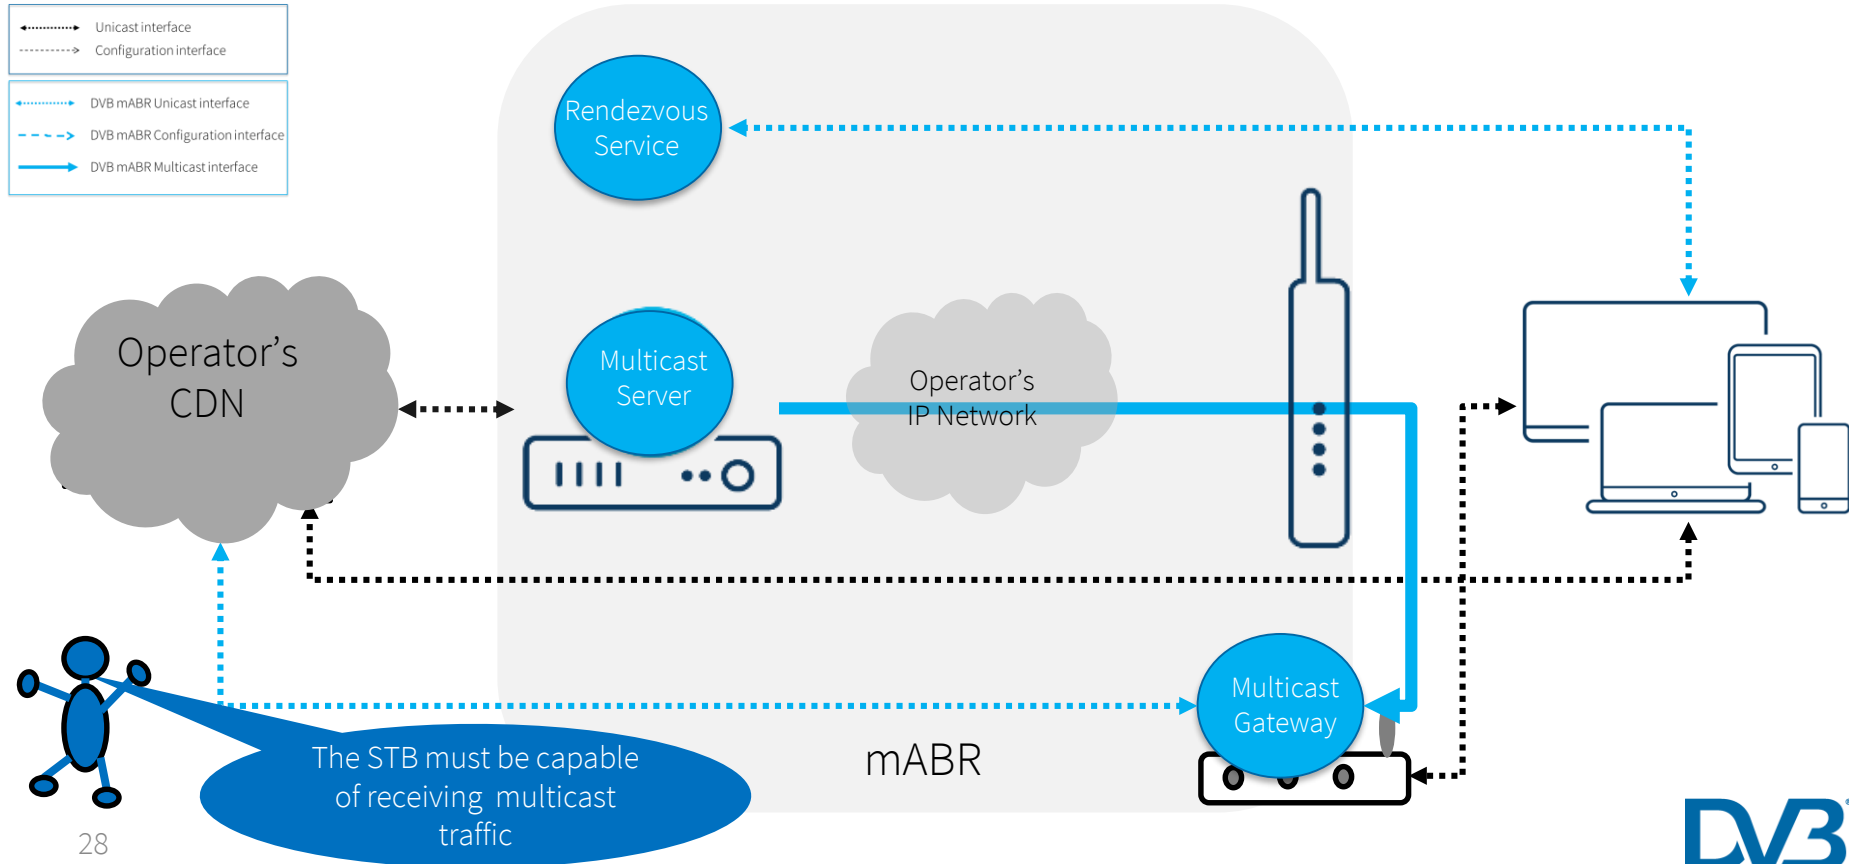 Unicast interface
Configuration interface
DVB mABR Unicast interface
DVB mABR Configuration interface
DVB mABR Multicast interface
Rendezvous
Service
Operator’s
CDN
Multicast
Server
Operator’s
IP Network
Multicast
Gateway
mABR
The STB must be capable
of receiving multicast
traffic
28
DVB®